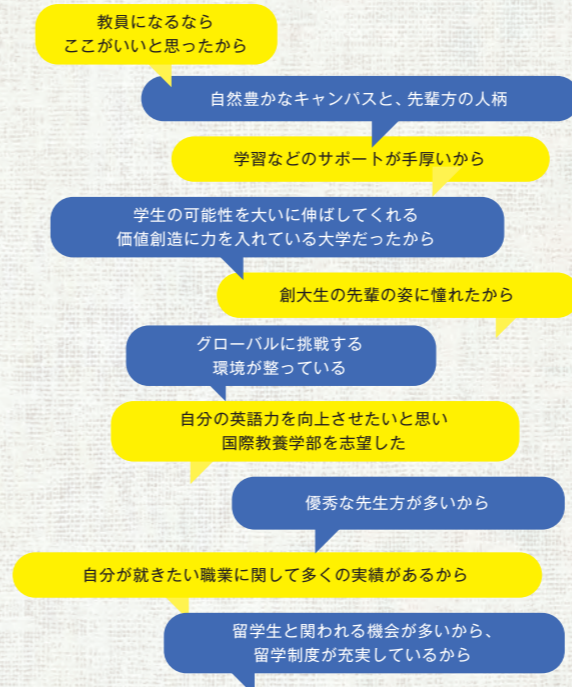 教員になるなら
ここがいいと思ったから
自然豊かなキャンパスと、先輩方の人柄
学習などのサポートが手厚いから
学生の可能性を大いに伸ばしてくれる
価値創造に力を入れている大学だったから
創大生の先輩の姿に憧れたから
グローバルに挑戦する
環境が整っている
自分の英語力を向上させたいと思い
国際教養学部を志望した
優秀な先生方が多いから
自分が就きたい職業に関して多くの実績があるから
留学生と関われる機会が多いから、
留学制度が充実しているから